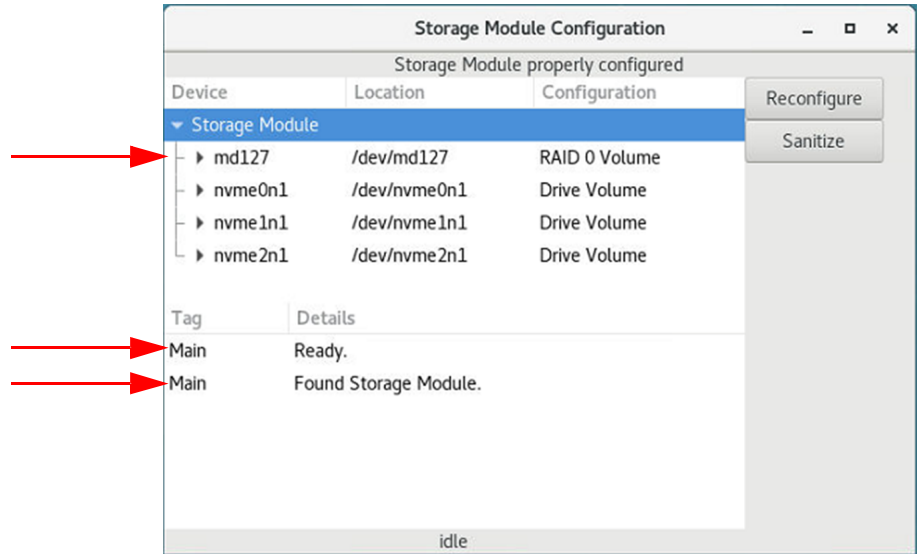 Storage Module Configuration
Storage Module properly configured
Device Location Configuration
Storage Module
md127 /dev/md127 RAID 0 Volume
nvme0n1 /dev/nvme0n1 Drive Volume
nvme1n1 /dev/nvme1n1 Drive Volume
nvme2n1 /dev/nvme2n1 Drive Volume
Reconfigure
Sanitize
Tag Details
Main Ready.
Main Found Storage Module.
idle